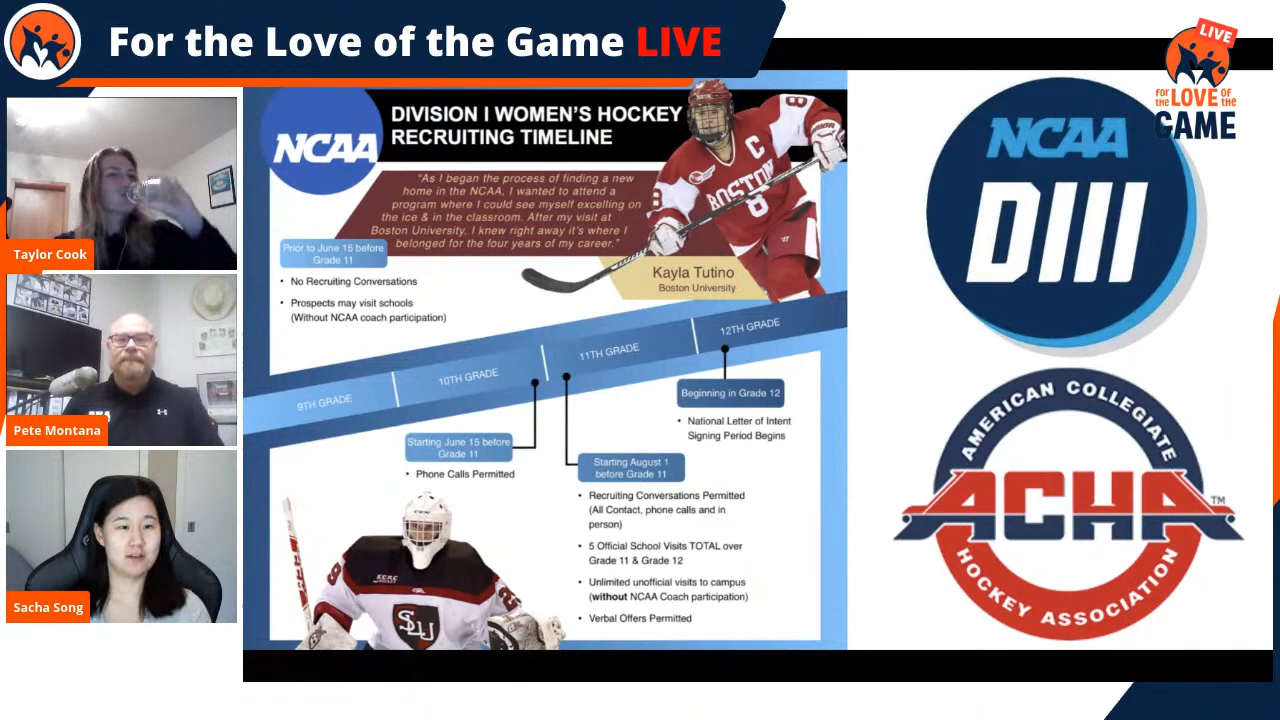 For the Love of the Game LIVE
LIVE
FOR
the LOVE of
the
GAME
Taylor Cook
Pete Montana
Sacha Song
NCAA
DIVISION I WOMEN'S HOCKEY
RECRUITING TIMELINE
"As I began the process of finding a new
home in the NCAA, I wanted to attend a
program where I could see myself excelling on
the ice & in the classroom. After my visit at
Boston University, I knew right away it's where I
belonged for the four years of my career."
Kayla Tutino
Boston University
C
8
BOSTON
8
Prior to June 15 before
Grade 11
• No Recruiting Conversations
• Prospects may visit schools
(Without NCAA coach participation)
9TH GRADE
10TH GRADE
11TH GRADE
12TH GRADE
Beginning in Grade 12
• National Letter of Intent
Signing Period Begins
Starting June 15 before
Grade 11
• Phone Calls Permitted
Starting August 1
before Grade 11
• Recruiting Conversations Permitted
(All Contact, phone calls and in
person)
• 5 Official School Visits TOTAL over
Grade 11 & Grade 12
• Unlimited unofficial visits to campus
(without NCAA Coach participation)
• Verbal Offers Permitted
ECAC
SLU
NCAA
DIII
AMERICAN COLLEGIATE
ACHA
TM
HOCKEY ASSOCIATION